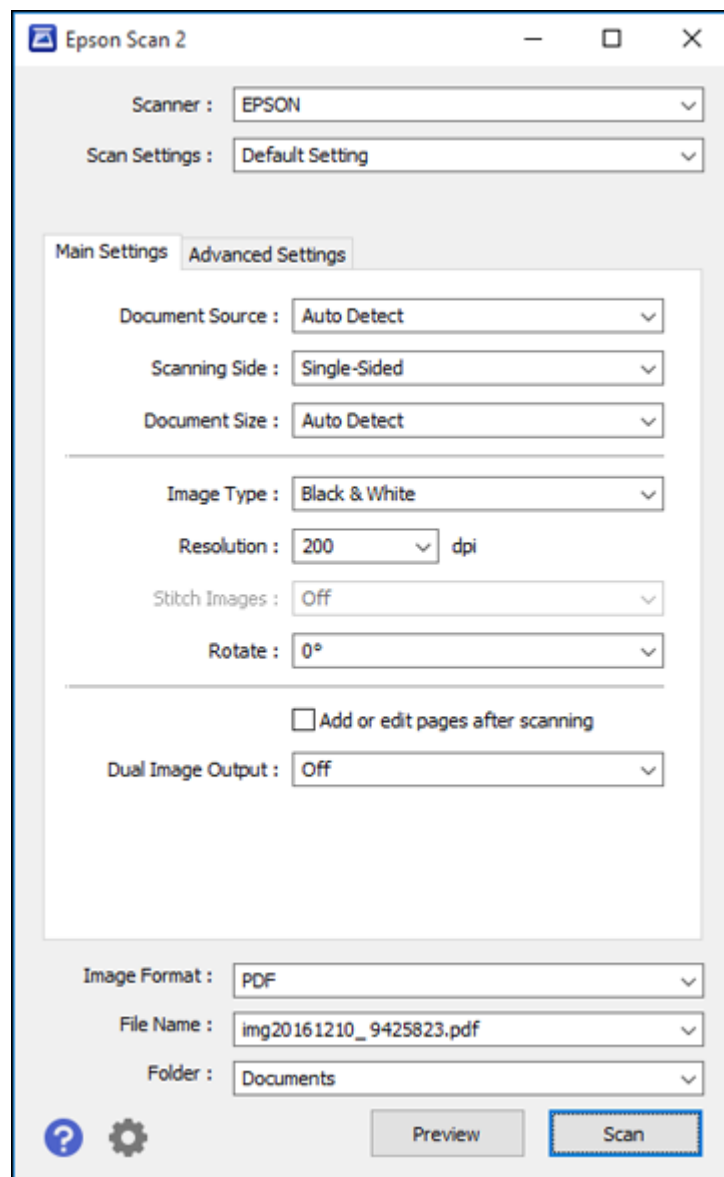 Epson Scan 2
Scanner : EPSON
Scan Settings : Default Setting
Main Settings Advanced Settings
Document Source : Auto Detect
Scanning Side : Single-Sided
Document Size : Auto Detect
Image Type : Black & White
Resolution : 200 dpi
Stitch Images : Off
Rotate : 0°
Add or edit pages after scanning
Dual Image Output : Off
Image Format : PDF
File Name : img20161210_ 9425823.pdf
Folder : Documents
? Preview Scan